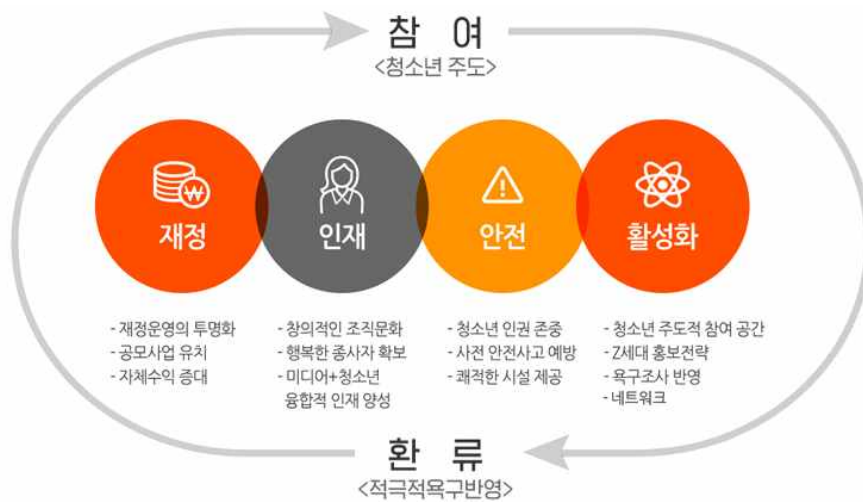 참 여
<청소년 주도>
재정
인재
안전
활성화
- 재정운영의 투명화
- 공모사업 유치
- 자체수익 증대
- 창의적인 조직문화
- 행복한 종사자 확보
- 미디어+청소년
융합적 인재 양성
- 청소년 인권 존중
- 사전 안전사고 예방
- 쾌적한 시설 제공
- 청소년 주도적 참여 공간
- Z세대 홍보전략
- 욕구조사 반영
- 네트워크
환 류
<적극적욕구반영>